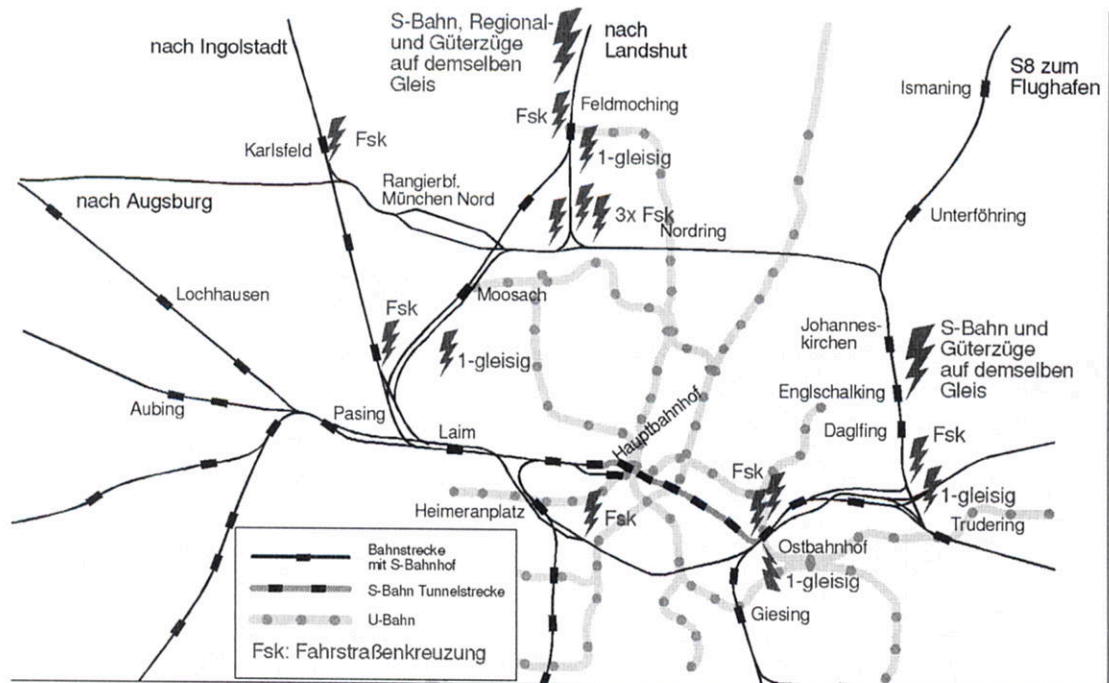 nach Ingolstadt
S-Bahn, Regional-
und Güterzüge
auf demselben
Gleis
nach
Landshut
S8 zum
Flughafen
Ismaning
Feldmoching
Fsk
Fsk
Karlsfeld
1-gleisig
Rangierbf.
München Nord
nach Augsburg
3x Fsk
Nordring
Unterföhring
Lochhausen
Moosach
Fsk
Johannes-
kirchen
S-Bahn und
Güterzüge
auf demselben
Gleis
1-gleisig
Englschalking
Aubing
Pasing
Laim
Hauptbahnhof
Daglfing
Fsk
Fsk
1-gleisig
Heimeranplatz
Fsk
Trudering
Ostbahnhof
1-gleisig
Giesing
Bahnstrecke
mit S-Bahnhof
S-Bahn Tunnelstrecke
U-Bahn
Fsk: Fahrstraßenkreuzung